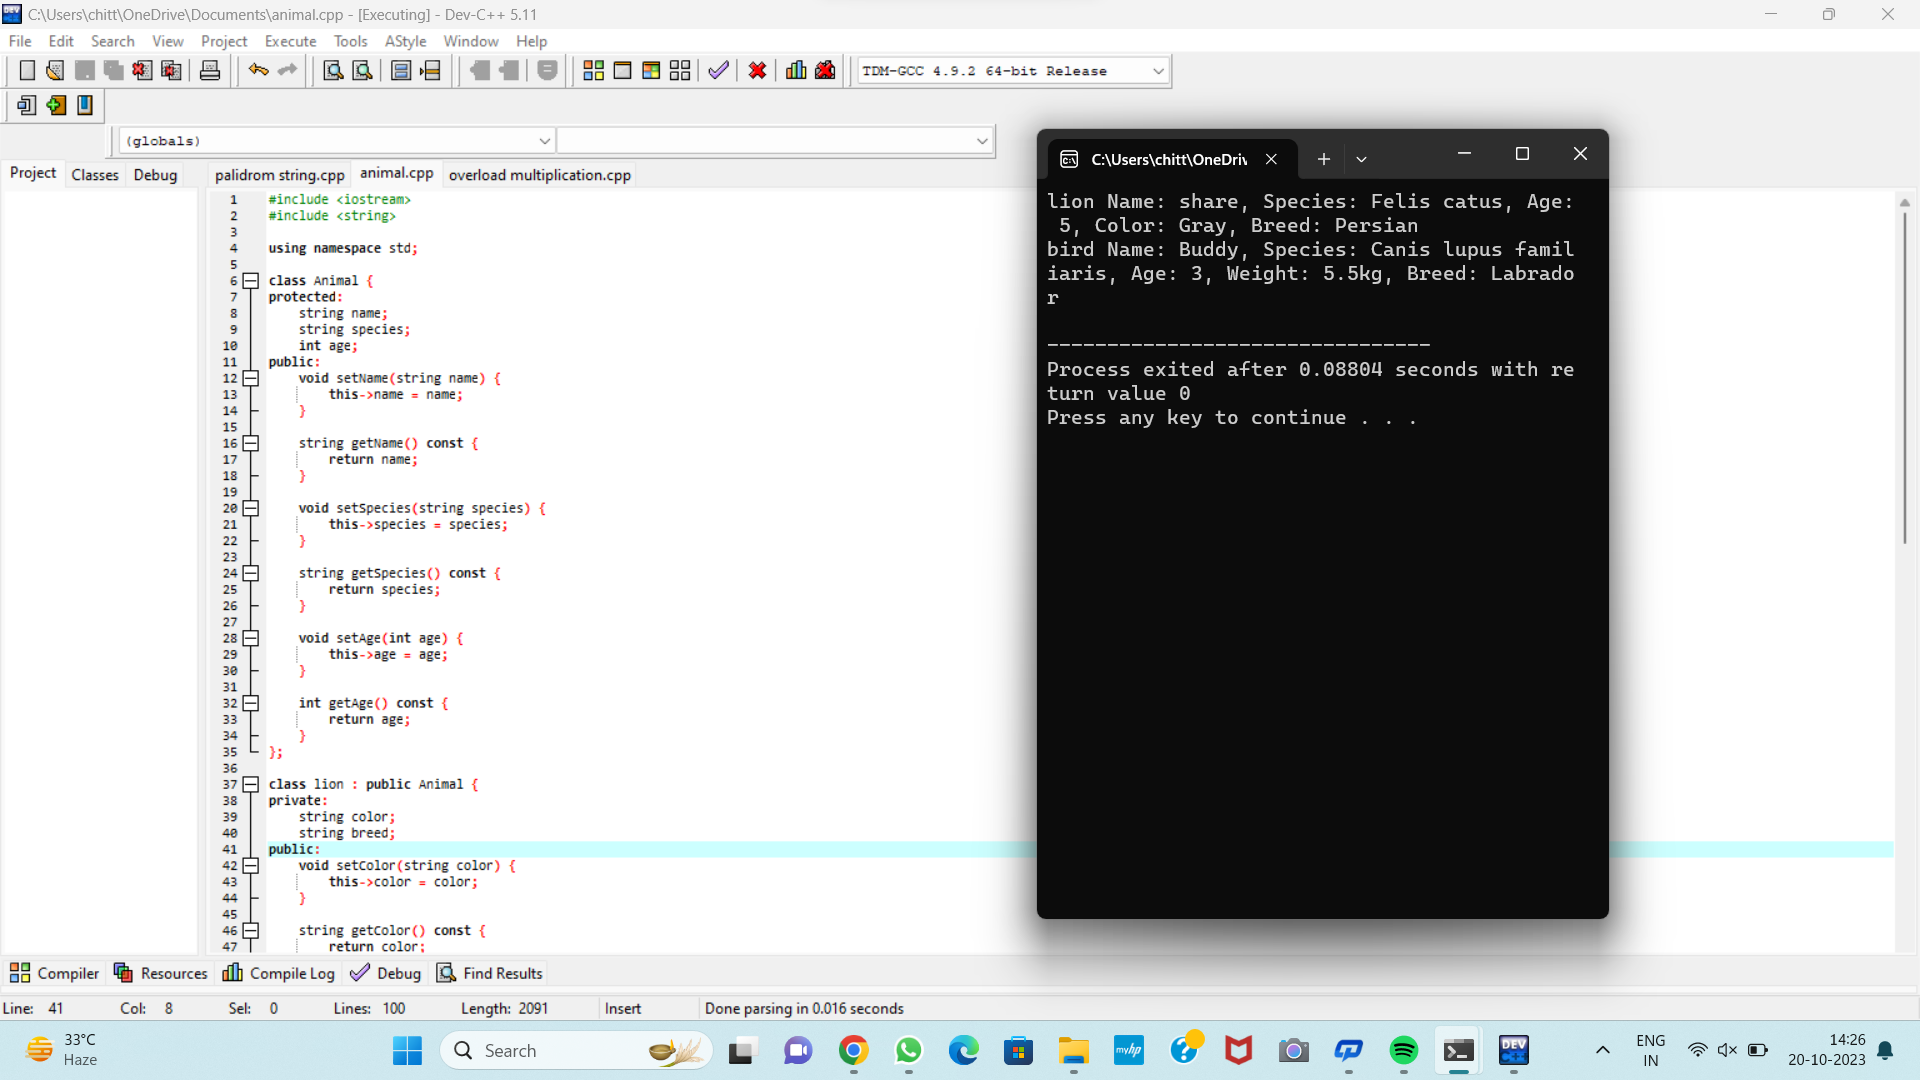 C:\Users\chitt\OneDrive\Documents\animal.cpp - [Executing] - Dev-C++ 5.11
File Edit Search View Project Execute Tools AStyle Window Help
TDM-GCC 4.9.2 64-bit Release
(globals)
Project Classes Debug
palidrom string.cpp animal.cpp overload multiplication.cpp
1 #include <iostream>
2 #include <string>
3
4 using namespace std;
5
6 class Animal {
7 protected:
8 string name;
9 string species;
10 int age;
11 public:
12 void setName(string name) {
13 this->name = name;
14 }
15
16 string getName() const {
17 return name;
18 }
19
20 void setSpecies(string species) {
21 this->species = species;
22 }
23
24 string getSpecies() const {
25 return species;
26 }
27
28 void setAge(int age) {
29 this->age = age;
30 }
31
32 int getAge() const {
33 return age;
34 }
35 };
36
37 class lion : public Animal {
38 private:
39 string color;
40 string breed;
41 public:
42 void setColor(string color) {
43 this->color = color;
44 }
45
46 string getColor() const {
47 return color;
C:\Users\chitt\OneDriv
lion Name: share, Species: Felis catus, Age:
5, Color: Gray, Breed: Persian
bird Name: Buddy, Species: Canis lupus famil
iaris, Age: 3, Weight: 5.5kg, Breed: Labrado
r
--------------------------------
Process exited after 0.08804 seconds with re
turn value 0
Press any key to continue . . .
Compiler Resources Compile Log Debug Find Results
Line: 41 Col: 8 Sel: 0 Lines: 100 Length: 2091 Insert Done parsing in 0.016 seconds
33°C
Haze
Search
myhp
DEV
C++
ENG
IN
14:26
20-10-2023